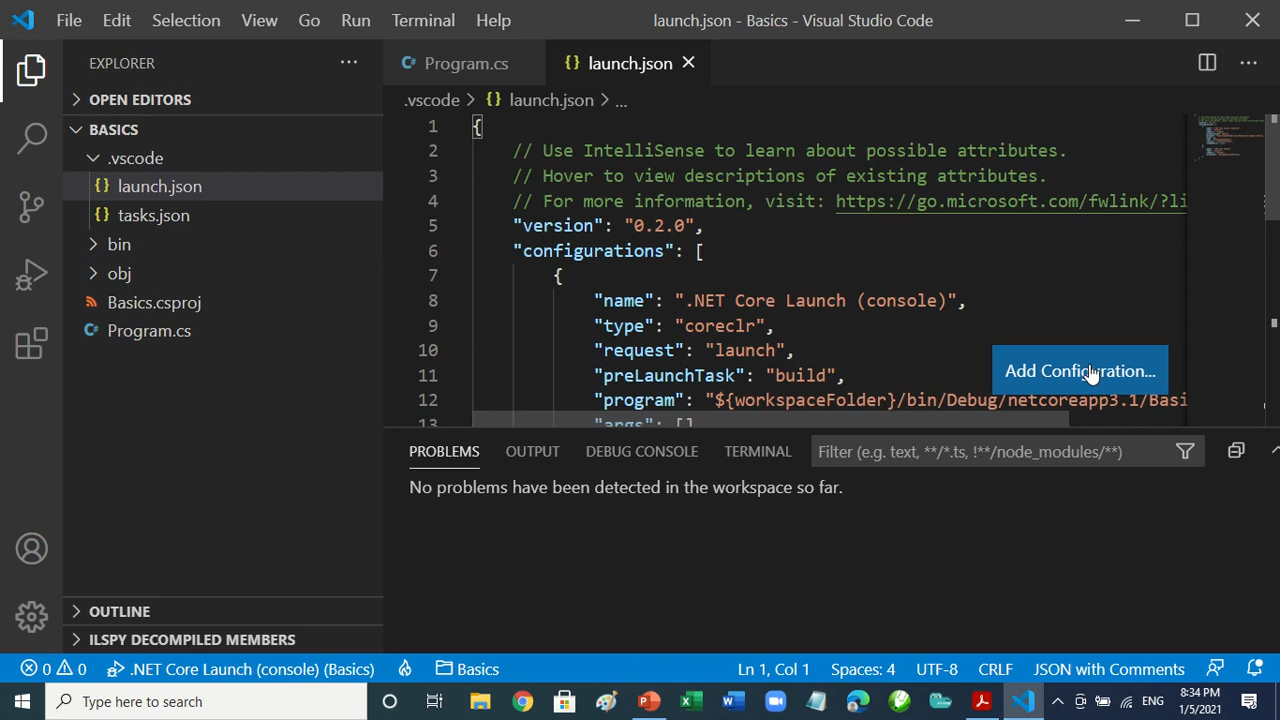 File Edit Selection View Go Run Terminal Help launch.json - Basics - Visual Studio Code
EXPLORER
OPEN EDITORS
BASICS
.vscode
launch.json
tasks.json
bin
obj
Basics.csproj
Program.cs
OUTLINE
ILSPY DECOMPILED MEMBERS
Program.cs {} launch.json
.vscode > {} launch.json > ...
1 {
2 // Use IntelliSense to learn about possible attributes.
3 // Hover to view descriptions of existing attributes.
4 // For more information, visit: https://go.microsoft.com/fwlink/?li
5 "version": "0.2.0",
6 "configurations": [
7 {
8 "name": ".NET Core Launch (console)",
9 "type": "coreclr",
10 "request": "launch",
11 "preLaunchTask": "build",
Add Configuration...
12 "program": "${workspaceFolder}/bin/Debug/netcoreapp3.1/Basi
13 "args": [],
PROBLEMS OUTPUT DEBUG CONSOLE TERMINAL Filter (e.g. text, **/*.ts, !**/node_modules/**)
No problems have been detected in the workspace so far.
0 0 .NET Core Launch (console) (Basics) Basics Ln 1, Col 1 Spaces: 4 UTF-8 CRLF JSON with Comments
Type here to search ENG 8:34 PM
1/5/2021